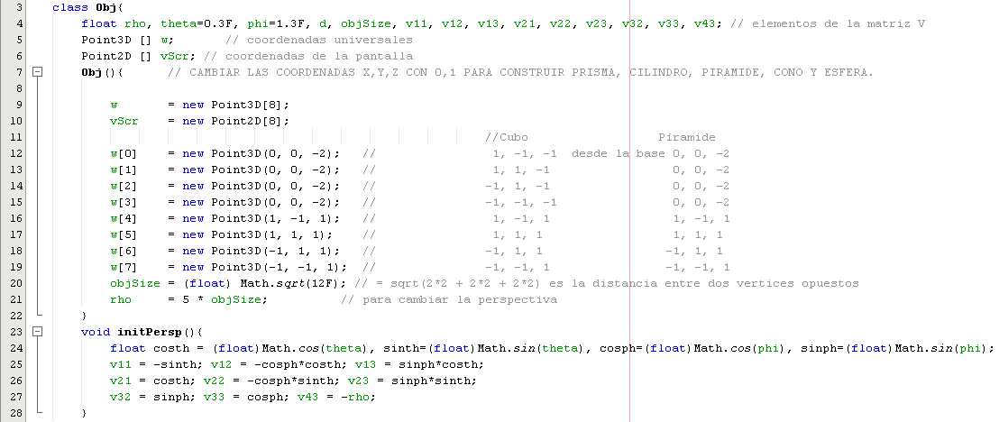 3 class Obj{
4 float rho, theta=0.3F, phi=1.3F, d, objSize, v11, v12, v13, v21, v22, v23, v32, v33, v43; // elementos de la matriz V
5 Point3D [] w; // coordenadas universales
6 Point2D [] vScr; // coordenadas de la pantalla
7 Obj(){ // CAMBIAR LAS COORDENADAS X,Y,Z CON 0,1 PARA CONSTRUIR PRISMA, CILINDRO, PIRAMIDE, CONO Y ESFERA.
8
9 w = new Point3D[8];
10 vScr = new Point2D[8];
11 //Cubo Piramide
12 w[0] = new Point3D(0, 0, -2); // 1, -1, -1 desde la base 0, 0, -2
13 w[1] = new Point3D(0, 0, -2); // 1, 1, -1 0, 0, -2
14 w[2] = new Point3D(0, 0, -2); // -1, 1, -1 0, 0, -2
15 w[3] = new Point3D(0, 0, -2); // -1, -1, -1 0, 0, -2
16 w[4] = new Point3D(1, -1, 1); // 1, -1, 1 1, -1, 1
17 w[5] = new Point3D(1, 1, 1); // 1, 1, 1 1, 1, 1
18 w[6] = new Point3D(-1, 1, 1); // -1, 1, 1 -1, 1, 1
19 w[7] = new Point3D(-1, -1, 1); // -1, -1, 1 -1, -1, 1
20 objSize = (float) Math.sqrt(12F); // = sqrt(2*2 + 2*2 + 2*2) es la distancia entre dos vertices opuestos
21 rho = 5 * objSize; // para cambiar la perspectiva
22 }
23 void initPersp(){
24 float costh = (float)Math.cos(theta), sinth=(float)Math.sin(theta), cosph=(float)Math.cos(phi), sinph=(float)Math.sin(phi);
25 v11 = -sinth; v12 = -cosph*costh; v13 = sinph*costh;
26 v21 = costh; v22 = -cosph*sinth; v23 = sinph*sinth;
27 v32 = sinph; v33 = cosph; v43 = -rho;
28 }